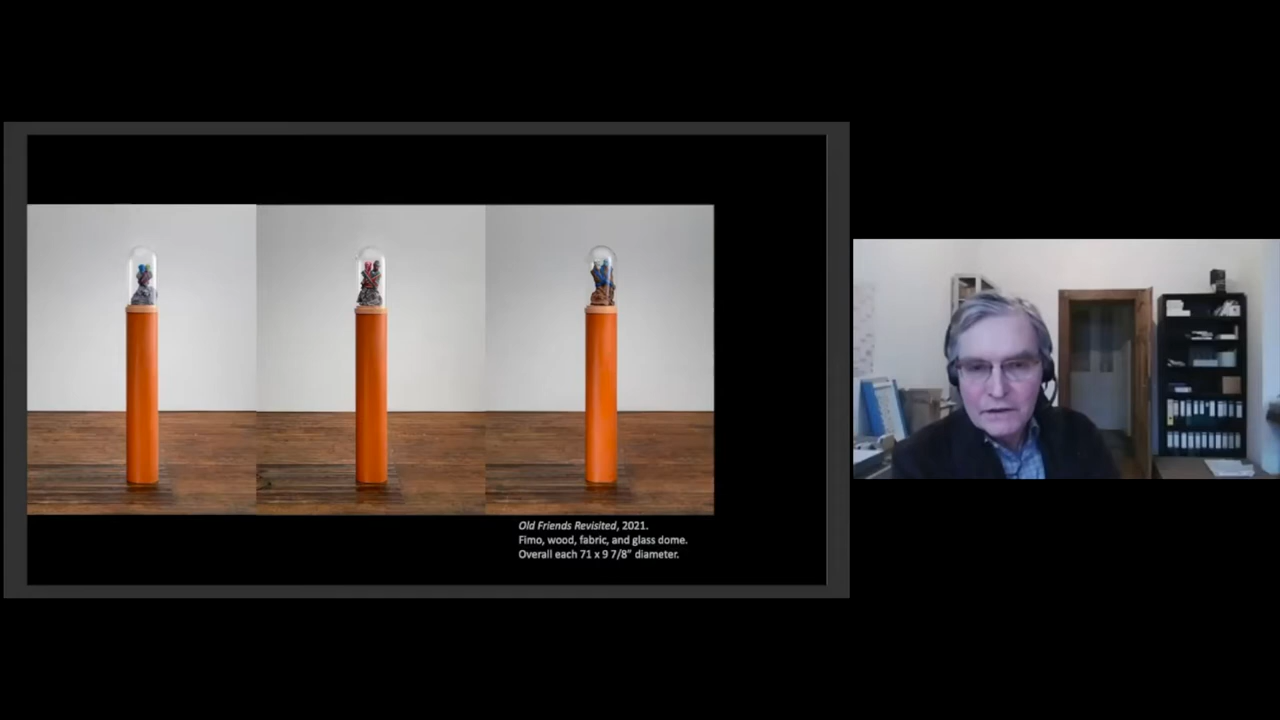 Old Friends Revisited, 2021.
Fimo, wood, fabric, and glass dome.
Overall each 71 x 9 7/8” diameter.